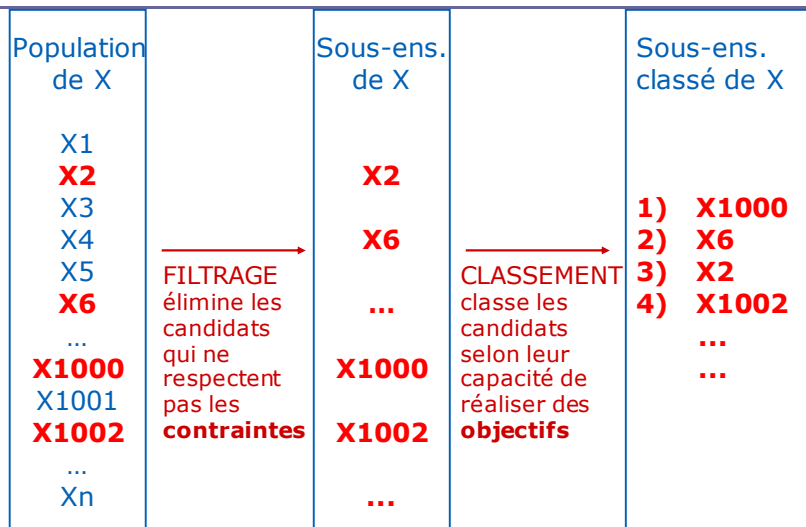 Population
de X
X1
X2
X3
X4
X5
X6
...
X1000
X1001
X1002
...
Xn
FILTRAGE
élimine les
candidats
qui ne
respectent
pas les
contraintes
Sous-ens.
de X
X2
X6
...
X1000
X1002
...
CLASSEMENT
classe les
candidats
selon leur
capacité de
réaliser des
objectifs
Sous-ens.
classé de X
1) X1000
2) X6
3) X2
4) X1002
...
...